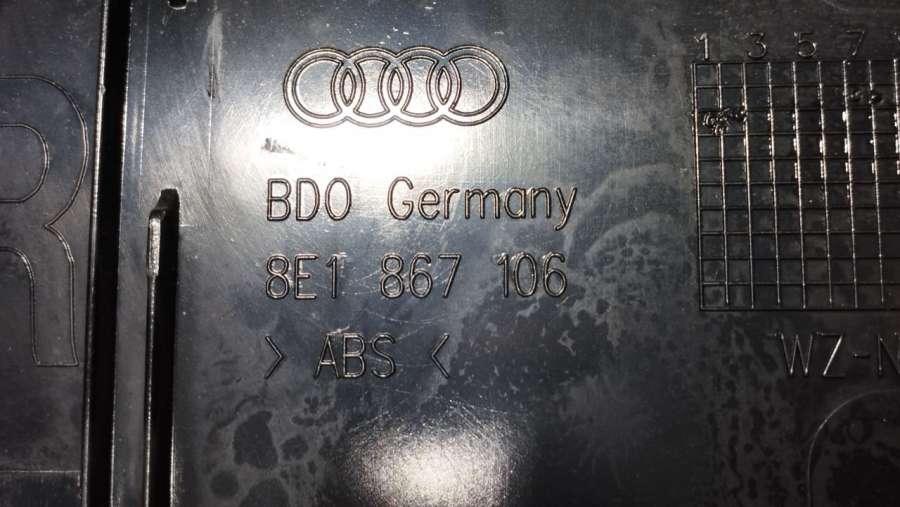 R
1 3 5 7
BDO Germany
8E1 867 106
> ABS <
WZ-N